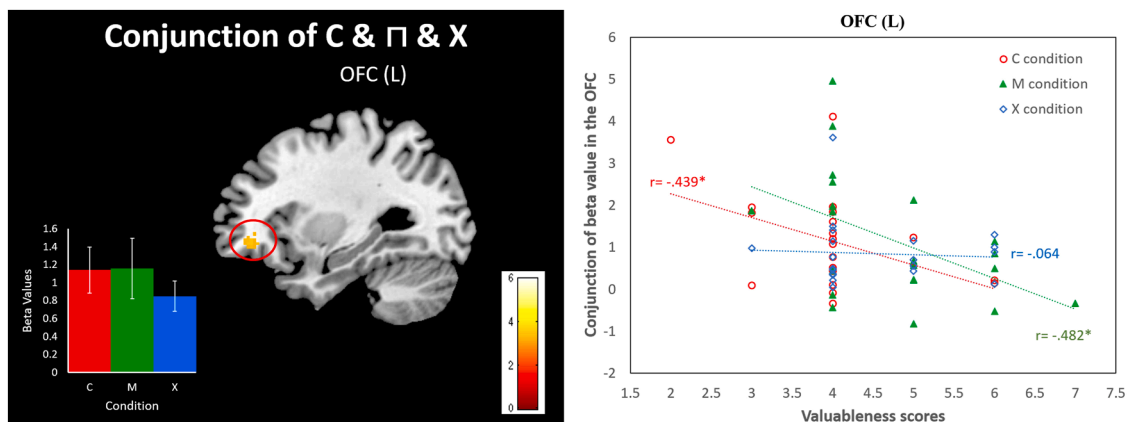 Conjunction of C & П & X
OFC (L)
1.6
1.4
1.2
1
0.8
0.6
0.4
0.2
0
Beta Values
C M X
Condition
6
4
2
0
OFC (L)
C condition
M condition
X condition
6
5
4
3
2
1
0
-1
-2
Conjunction of beta value in the OFC
r= -.439*
r= -.064
r= -.482*
1.5 2 2.5 3 3.5 4 4.5 5 5.5 6 6.5 7 7.5
Valuableness scores